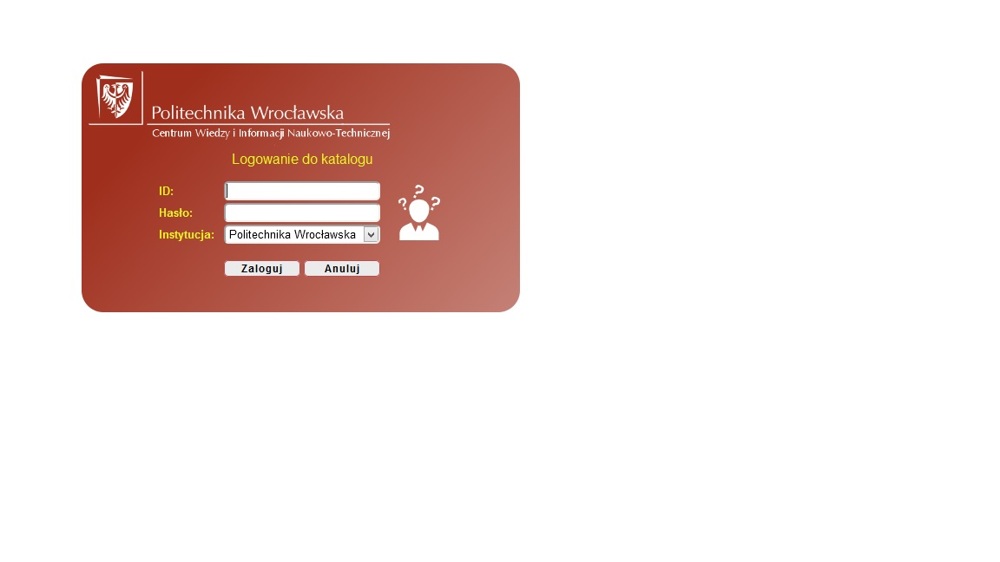 Politechnika Wrocławska
Centrum Wiedzy i Informacji Naukowo-Technicznej
Logowanie do katalogu
ID:
Hasło:
Instytucja: Politechnika Wrocławska
Zaloguj Anuluj